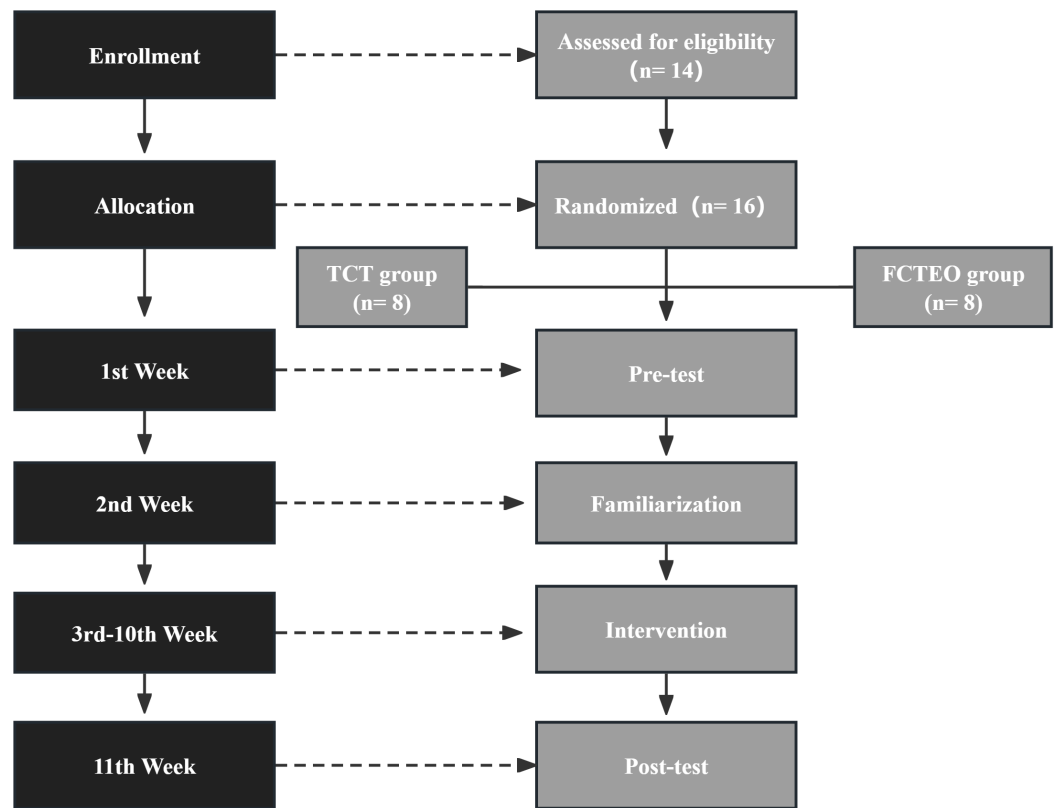 Enrollment
Assessed for eligibility
(n= 14)
Allocation
Randomized (n= 16)
TCT group
(n= 8)
FCTEO group
(n= 8)
1st Week
Pre-test
2nd Week
Familiarization
3rd-10th Week
Intervention
11th Week
Post-test